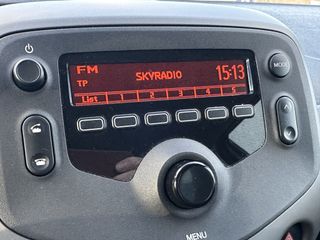 MODE
FM
SKYRADIO
15:13
TP
List 1 2 3 4 5
MENU